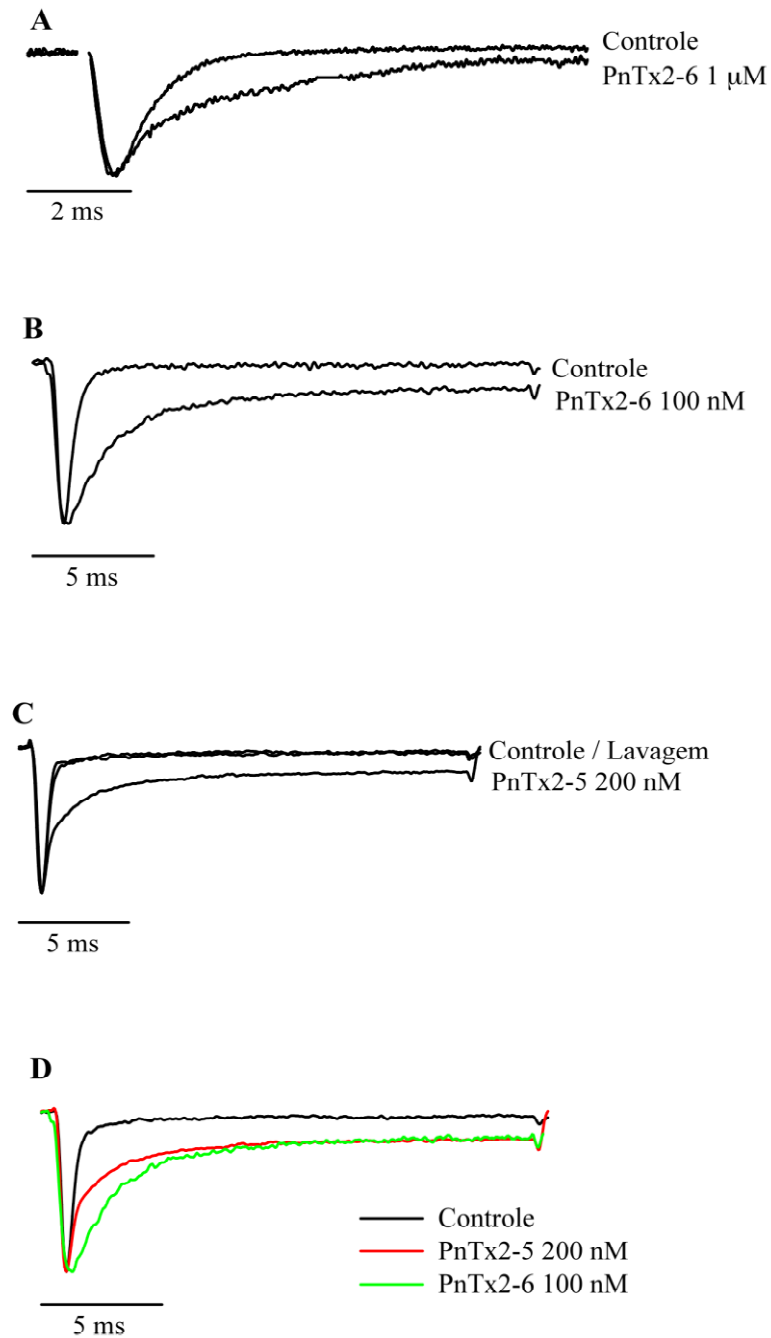 A
Controle
PnTx2-6 1 μM
2 ms
B
Controle
PnTx2-6 100 nM
5 ms
C
Controle / Lavagem
PnTx2-5 200 nM
5 ms
D
Controle
PnTx2-5 200 nM
PnTx2-6 100 nM
5 ms